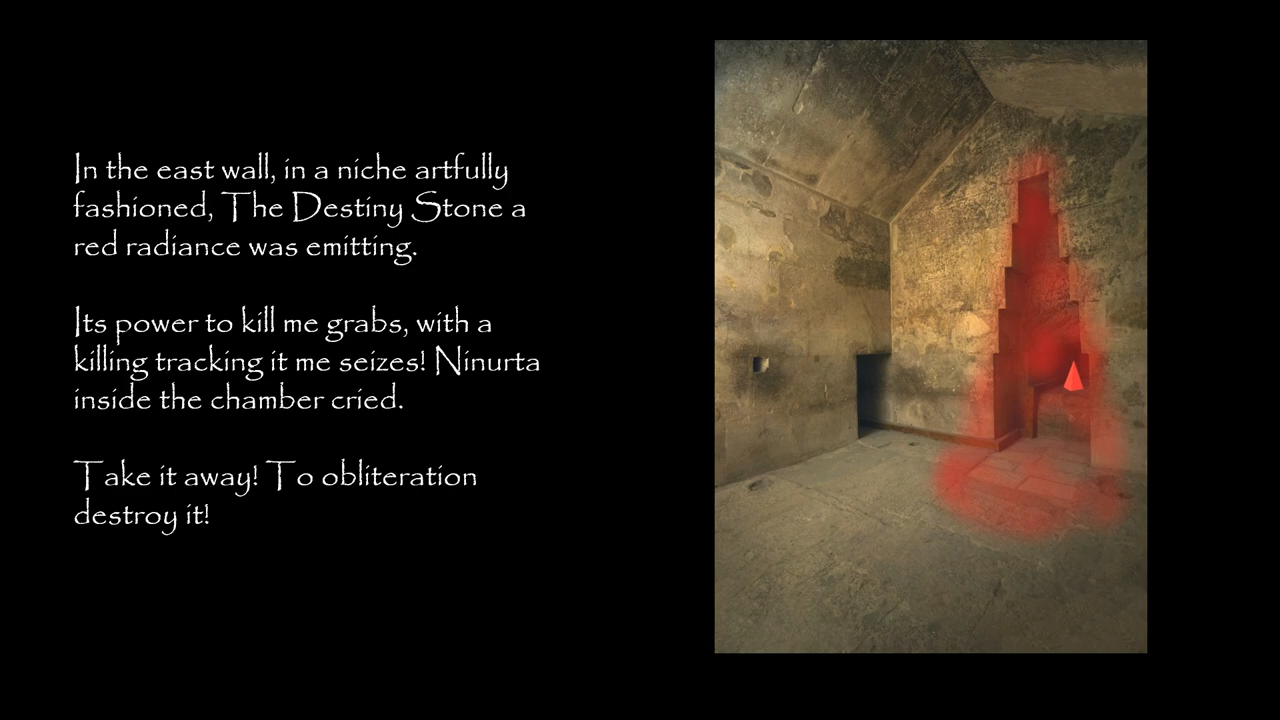 In the east wall, in a niche artfully
fashioned, The Destiny Stone a
red radiance was emitting.
Its power to kill me grabs, with a
killing tracking it me seizes! Ninurta
inside the chamber cried.
Take it away! To obliteration
destroy it!